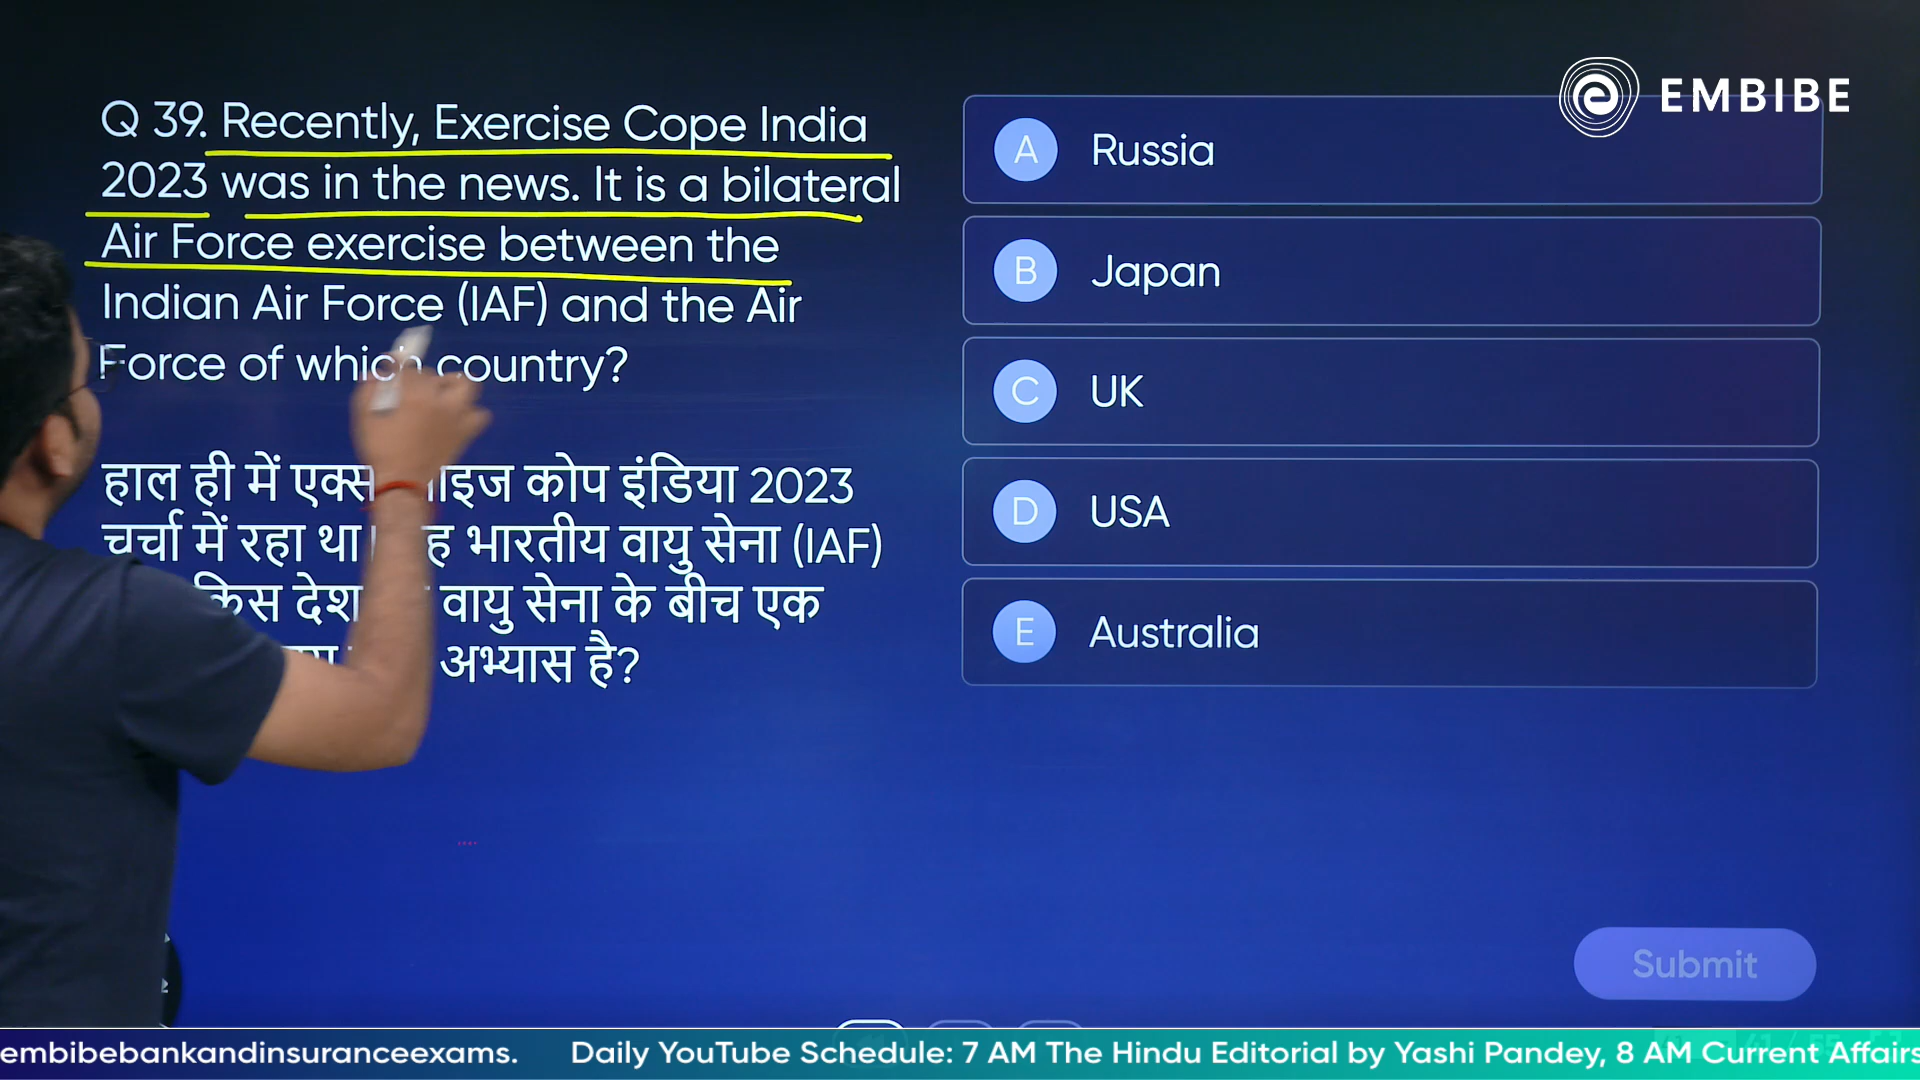 EMBIBE
Q 39. Recently, Exercise Cope India
2023 was in the news. It is a bilateral
Air Force exercise between the
Indian Air Force (IAF) and the Air
Force of which country?
हाल ही में इज कोप इंडिया 2023
चर्चा में रहा था भारतीय वायु सेना (IAF)
किस देश वायु सेना के बीच एक
अभ्यास है?
A Russia
B Japan
C UK
D USA
E Australia
Submit
embibebankandinsuranceexams. Daily YouTube Schedule: 7 AM The Hindu Editorial by Yashi Pandey, 8 AM Current Affairs